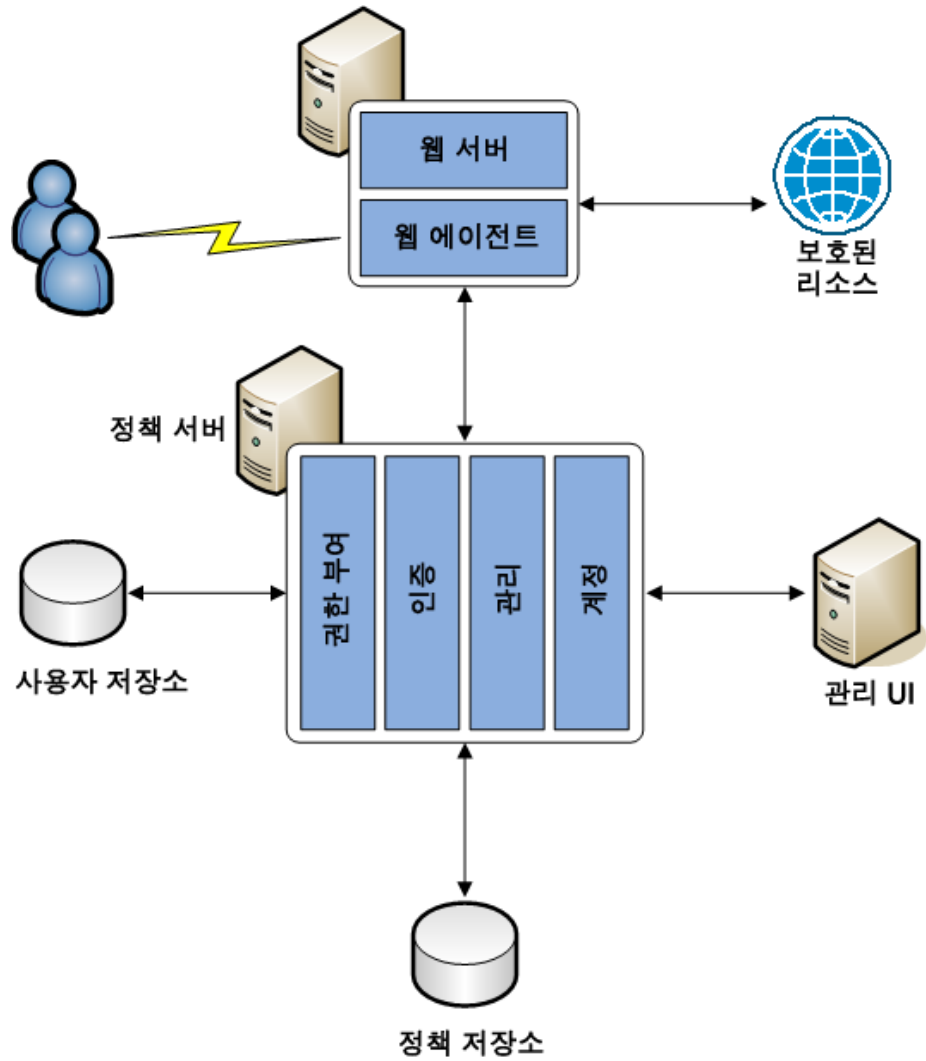 웹 서버
웹 에이전트
보호된
리소스
정책 서버
권한 부여
인증
관리
계정
사용자 저장소
관리 UI
정책 저장소